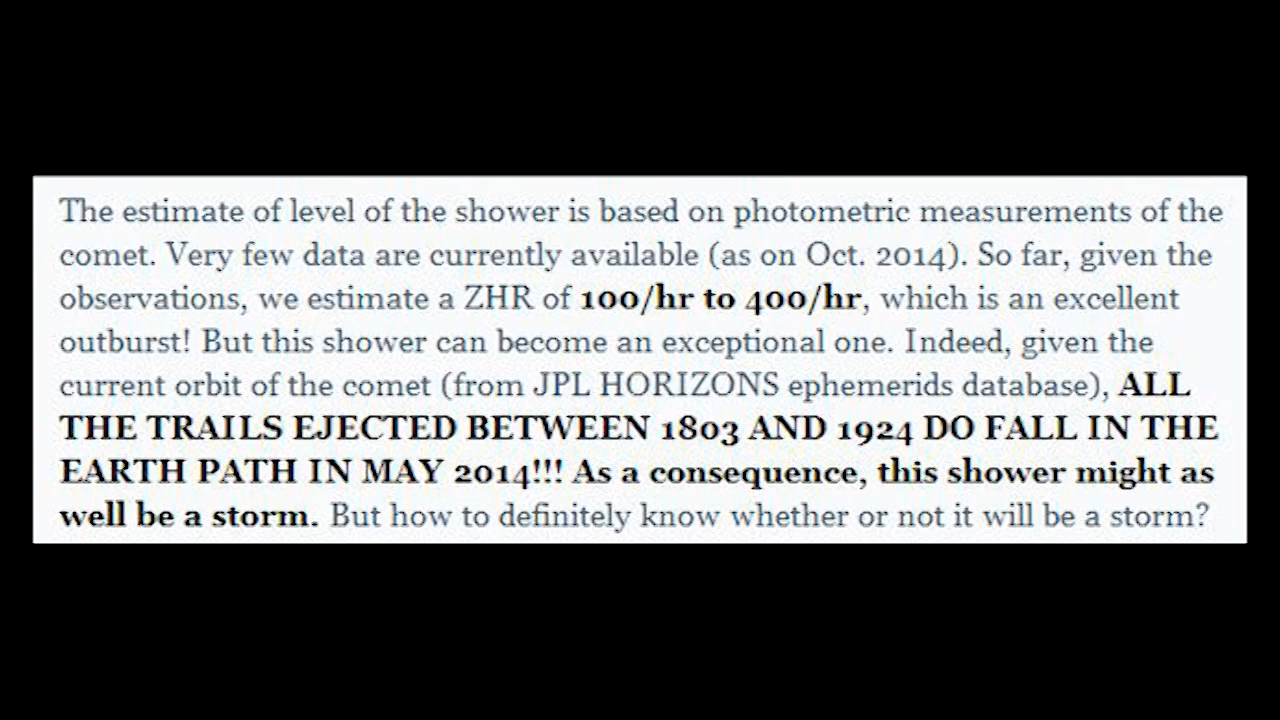 The estimate of level of the shower is based on photometric measurements of the
comet. Very few data are currently available (as on Oct. 2014). So far, given the
observations, we estimate a ZHR of 100/hr to 400/hr, which is an excellent
outburst! But this shower can become an exceptional one. Indeed, given the
current orbit of the comet (from JPL HORIZONS ephemerids database), ALL
THE TRAILS EJECTED BETWEEN 1803 AND 1924 DO FALL IN THE
EARTH PATH IN MAY 2014!!! As a consequence, this shower might as
well be a storm. But how to definitely know whether or not it will be a storm?